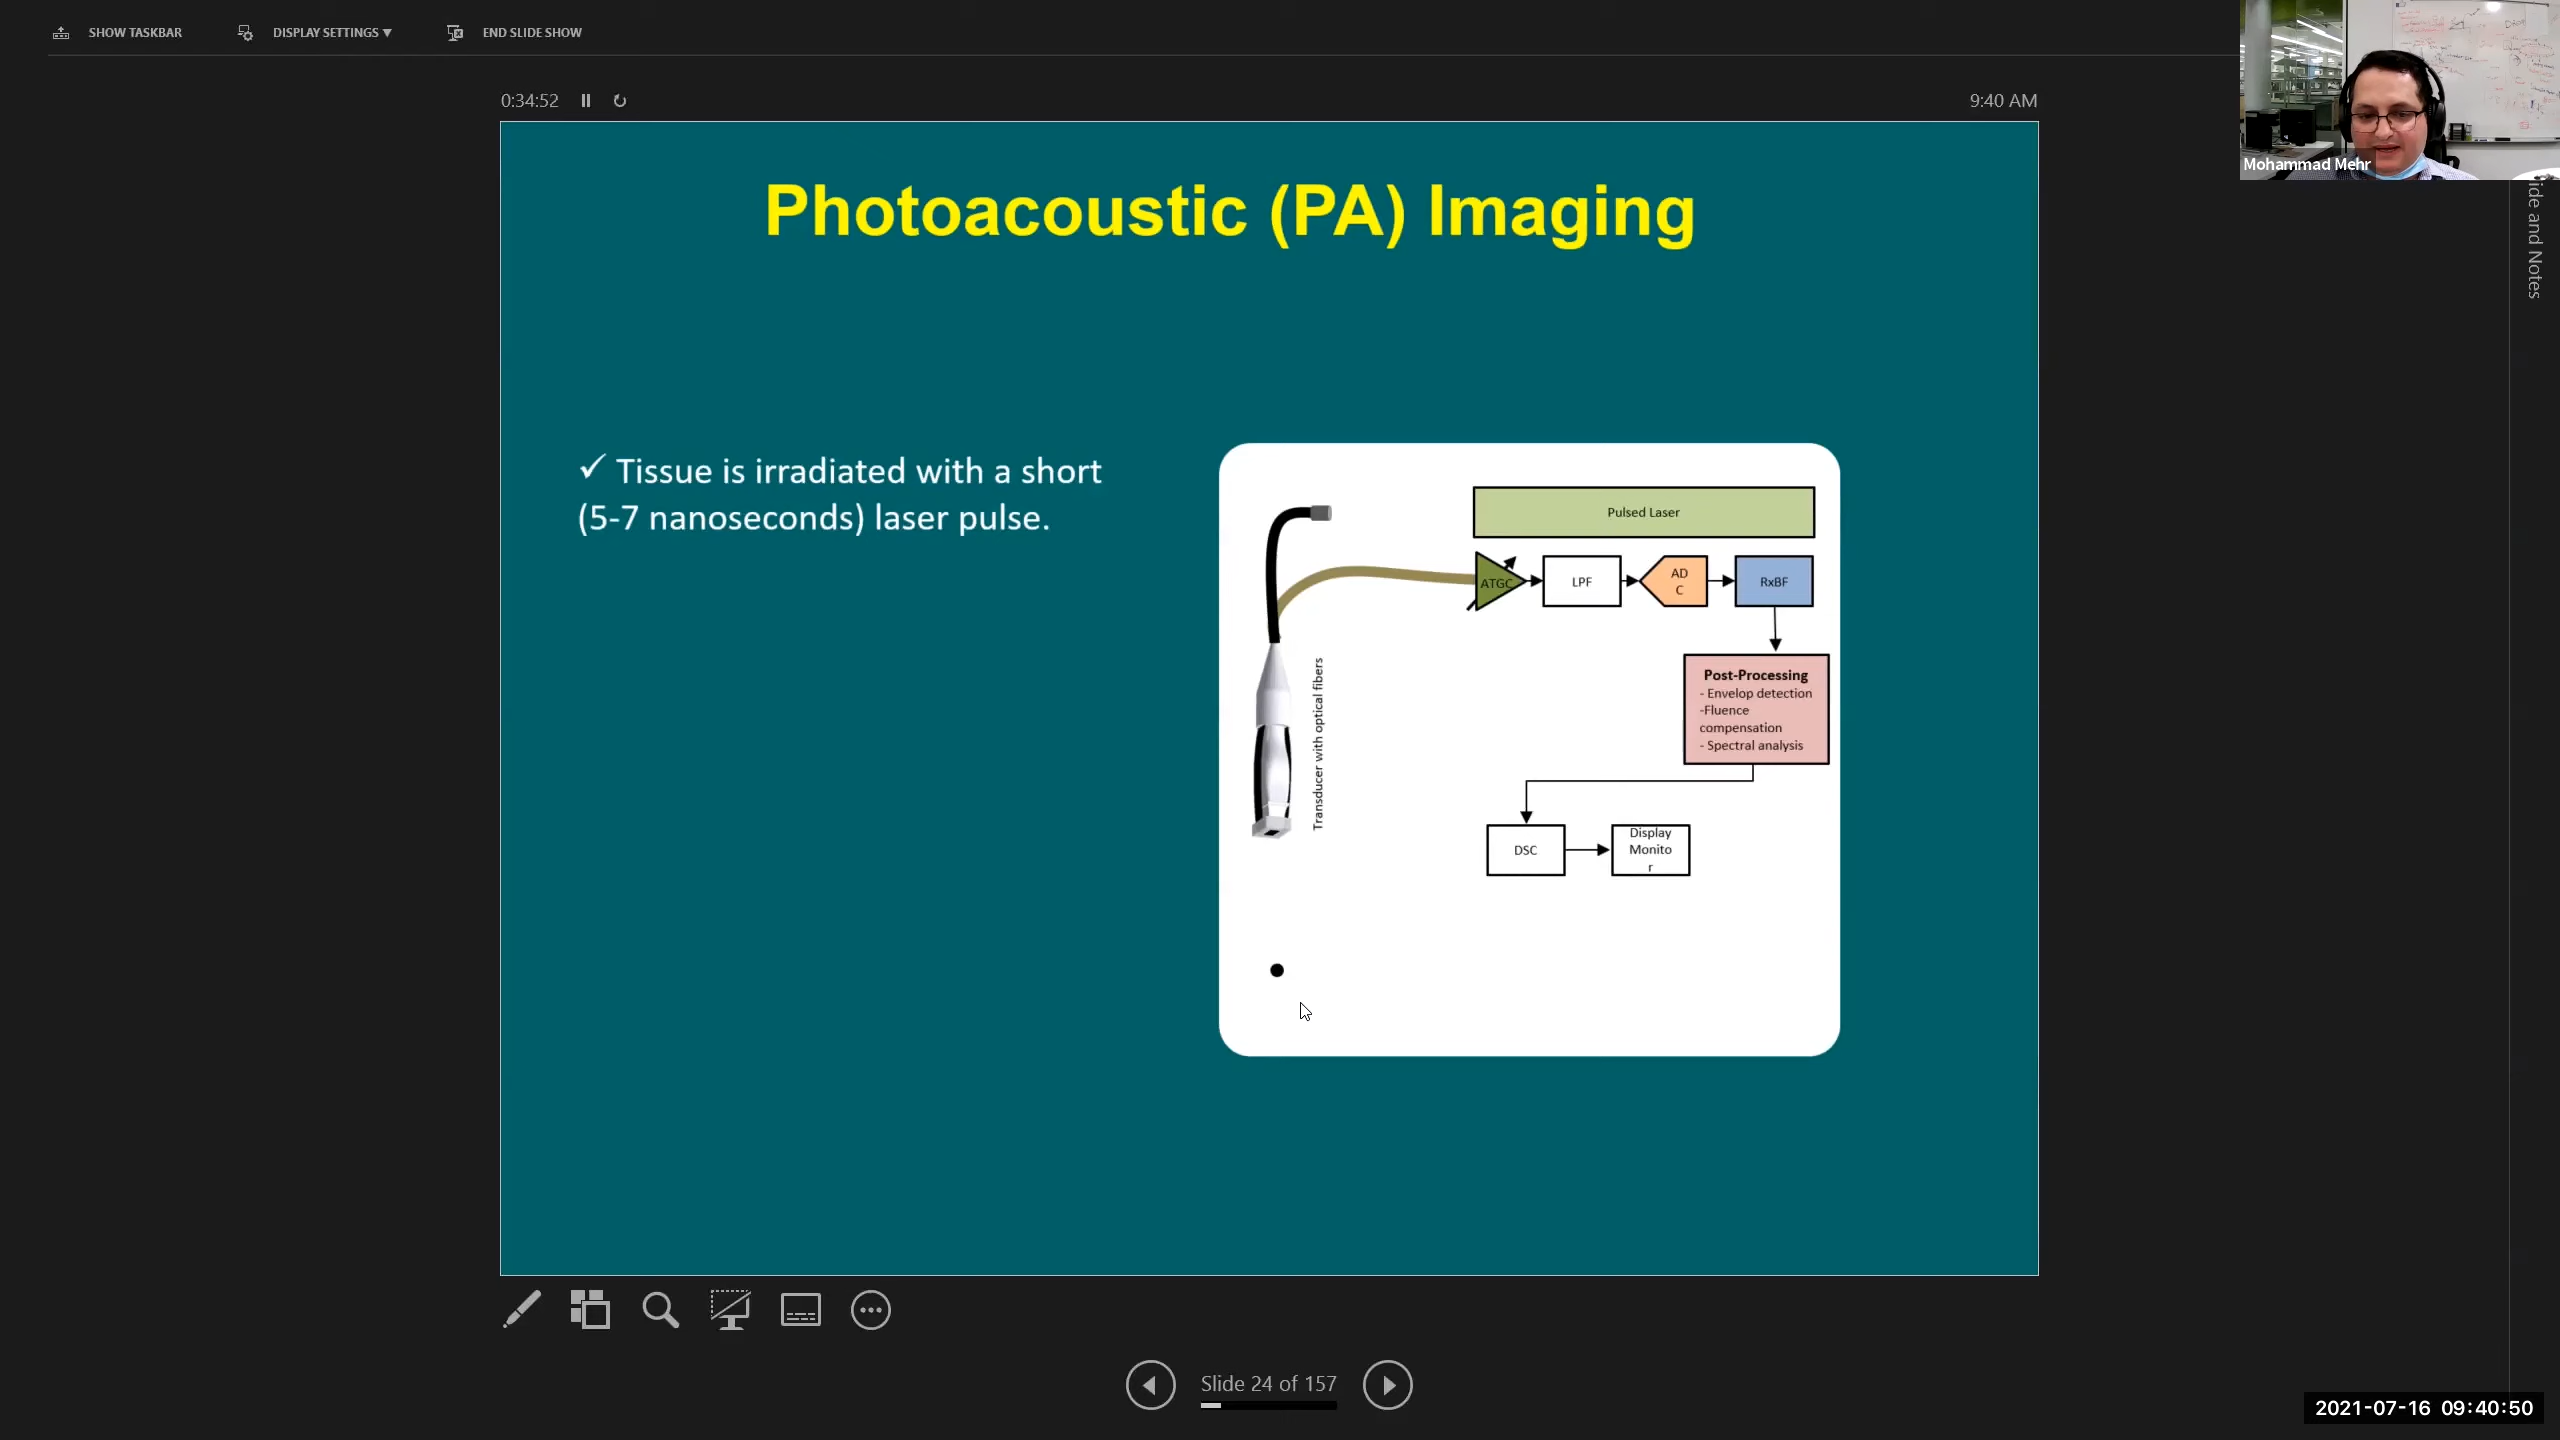 SHOW TASKBAR
DISPLAY SETTINGS ▼
END SLIDE SHOW
0:34:52
9:40 AM
Mohammad Mehr
ide and Notes
Photoacoustic (PA) Imaging
✓ Tissue is irradiated with a short
(5-7 nanoseconds) laser pulse.
Pulsed Laser
ATGC
LPF
AD
C
RxBF
Transducer with optical fibers
Post-Processing
- Envelop detection
-Fluence
compensation
- Spectral analysis
DSC
Display
Monito
r
Slide 24 of 157
2021-07-16 09:40:50